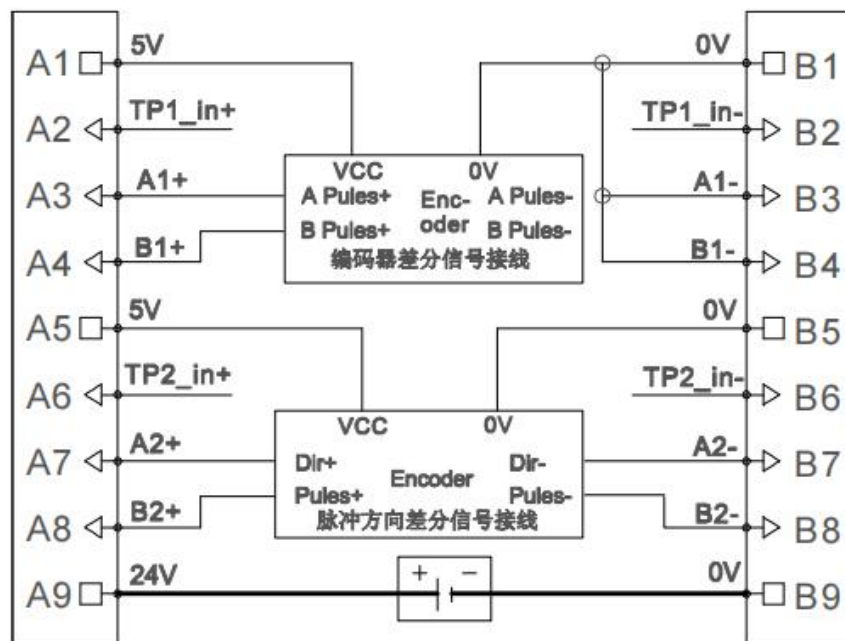 A1 5V 0V B1
A2 TP1_in+ TP1_in- B2
VCC 0V
A3 A1+ A Pules+ Enc- A Pules- A1- B3
oder
A4 B1+ B Pules+ B Pules- B1- B4
编码器差分信号接线
A5 5V 0V B5
A6 TP2_in+ TP2_in- B6
VCC 0V
A7 A2+ Dir+ Encoder Dir- A2- B7
A8 B2+ Pules+ Pules- B2- B8
脉冲方向差分信号接线
A9 24V + − 0V B9